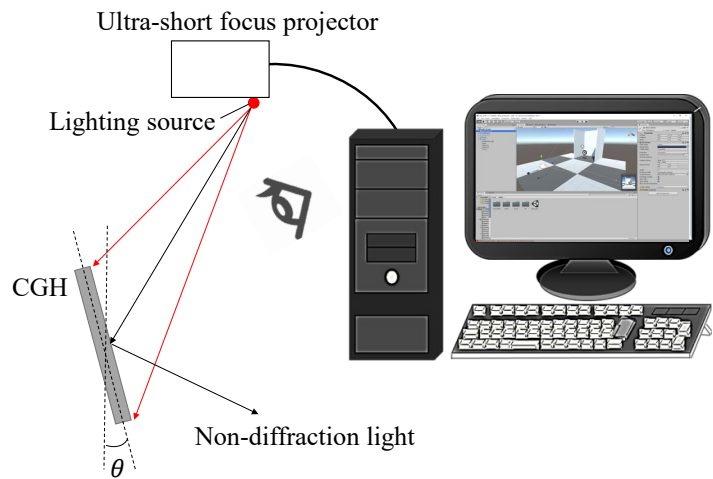 Ultra-short focus projector
Lighting source
CGH
Non-diffraction light
θ